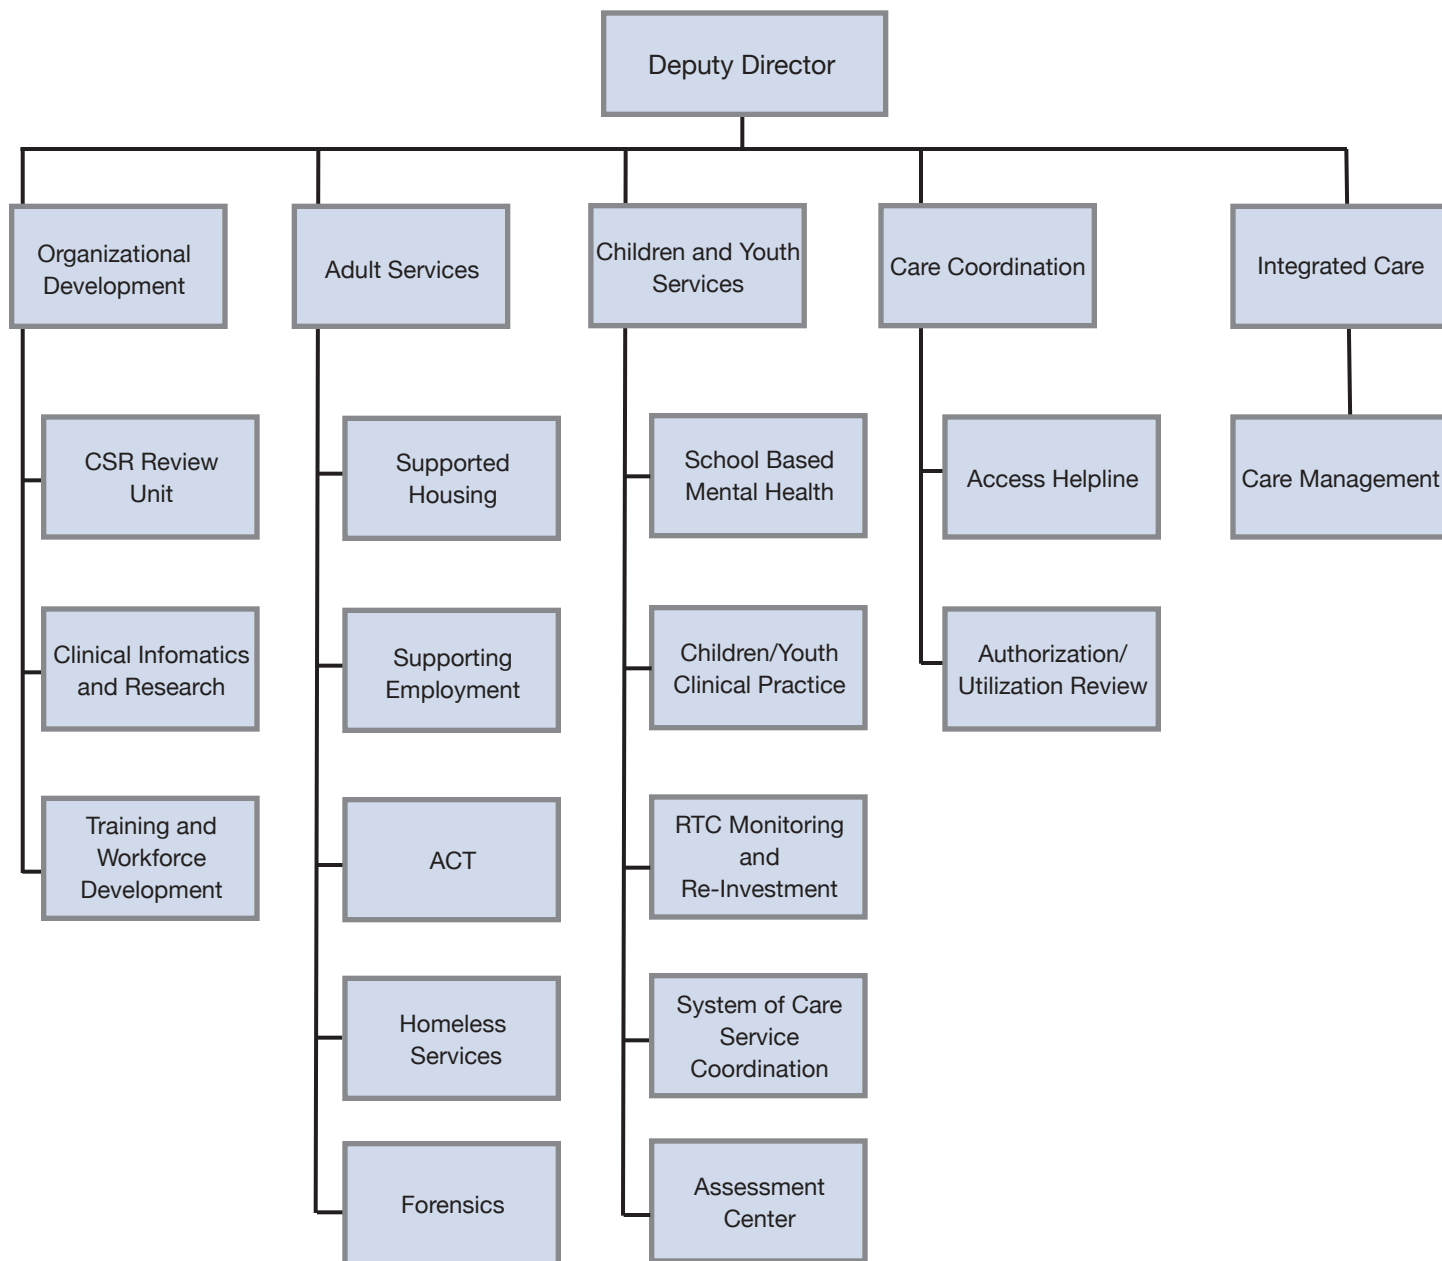 Deputy Director
Organizational
Development
Adult Services
Children and Youth
Services
Care Coordination
Integrated Care
CSR Review
Unit
Supported
Housing
School Based
Mental Health
Access Helpline
Care Management
Clinical Infomatics
and Research
Supporting
Employment
Children/Youth
Clinical Practice
Authorization/
Utilization Review
Training and
Workforce
Development
ACT
RTC Monitoring
and
Re-Investment
Homeless
Services
System of Care
Service
Coordination
Forensics
Assessment
Center